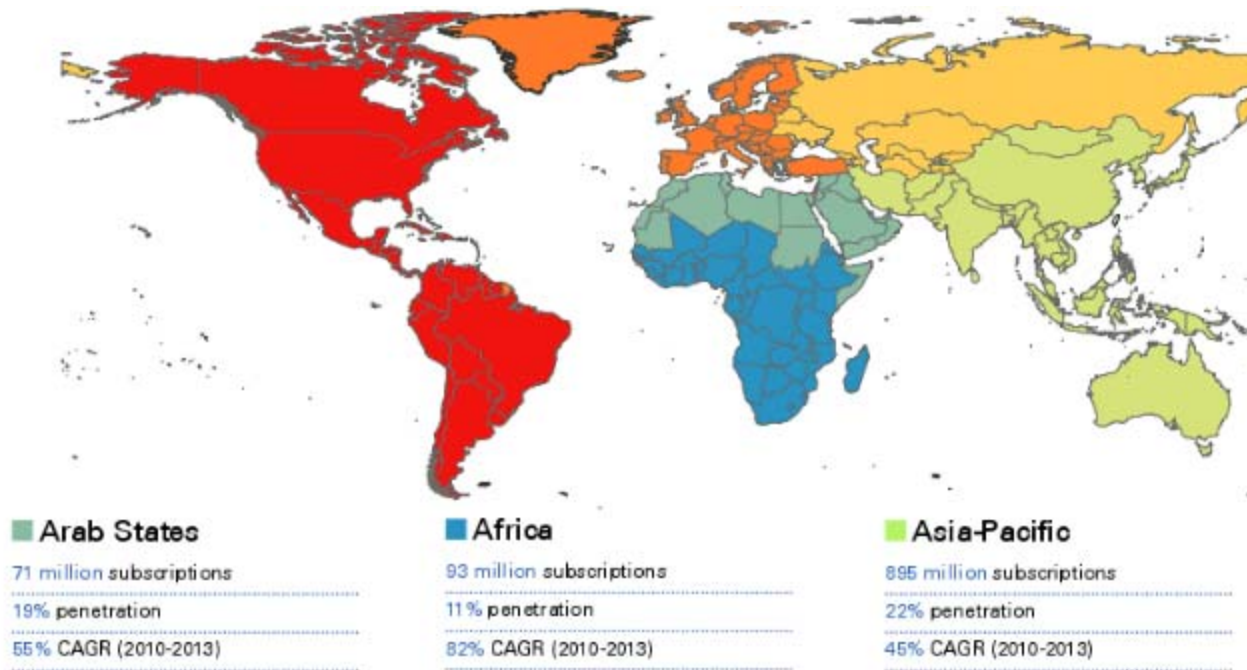 Arab States
71 million subscriptions
19% penetration
55% CAGR (2010-2013)
Africa
93 million subscriptions
11% penetration
82% CAGR (2010-2013)
Asia-Pacific
895 million subscriptions
22% penetration
45% CAGR (2010-2013)